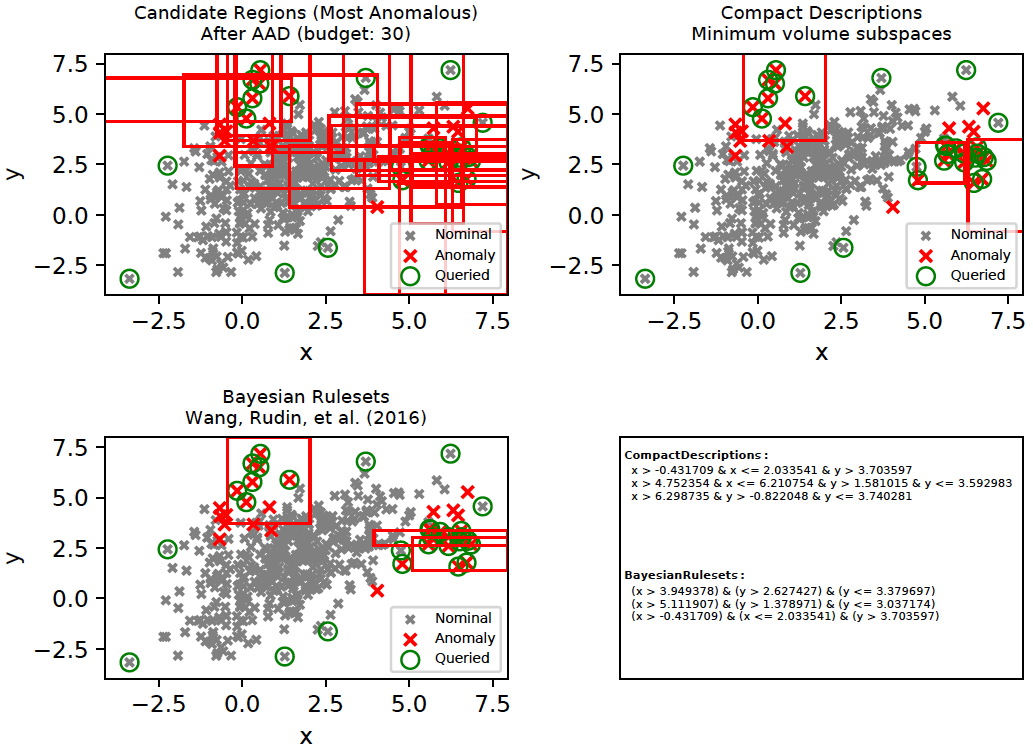 Candidate Regions (Most Anomalous)
After AAD (budget: 30)
7.5
5.0
2.5
0.0
−2.5
y
−2.5
0.0
2.5
5.0
7.5
x
Nominal
Anomaly
Queried
Compact Descriptions
Minimum volume subspaces
7.5
5.0
2.5
0.0
−2.5
y
−2.5
0.0
2.5
5.0
7.5
x
Nominal
Anomaly
Queried
Bayesian Rulesets
Wang, Rudin, et al. (2016)
7.5
5.0
2.5
0.0
−2.5
y
−2.5
0.0
2.5
5.0
7.5
x
Nominal
Anomaly
Queried
CompactDescriptions:
x > -0.431709 & x <= 2.033541 & y > 3.703597
x > 4.752354 & x <= 6.210754 & y > 1.581015 & y <= 3.592983
x > 6.298735 & y > -0.822048 & y <= 3.740281
BayesianRulesets:
(x > 3.949378) & (y > 2.627427) & (y <= 3.379697)
(x > 5.111907) & (y > 1.378971) & (y <= 3.037174)
(x > -0.431709) & (x <= 2.033541) & (y > 3.703597)